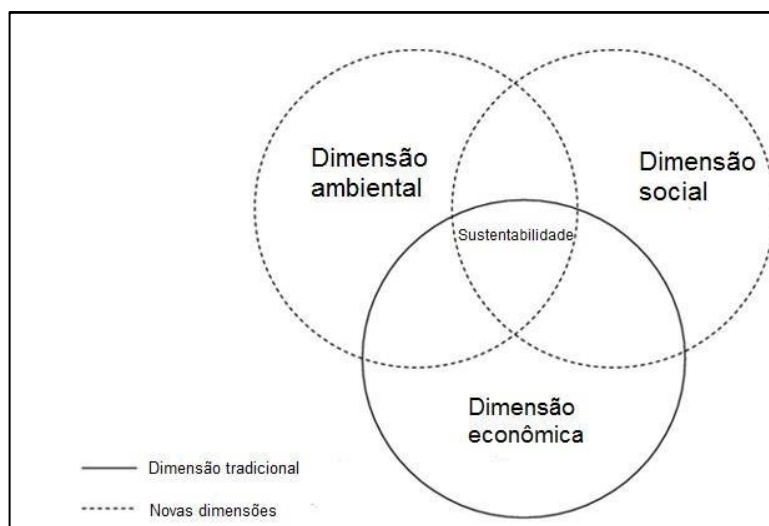 Dimensão
ambiental
Dimensão
social
Sustentabilidade
Dimensão
econômica
Dimensão tradicional
Novas dimensões